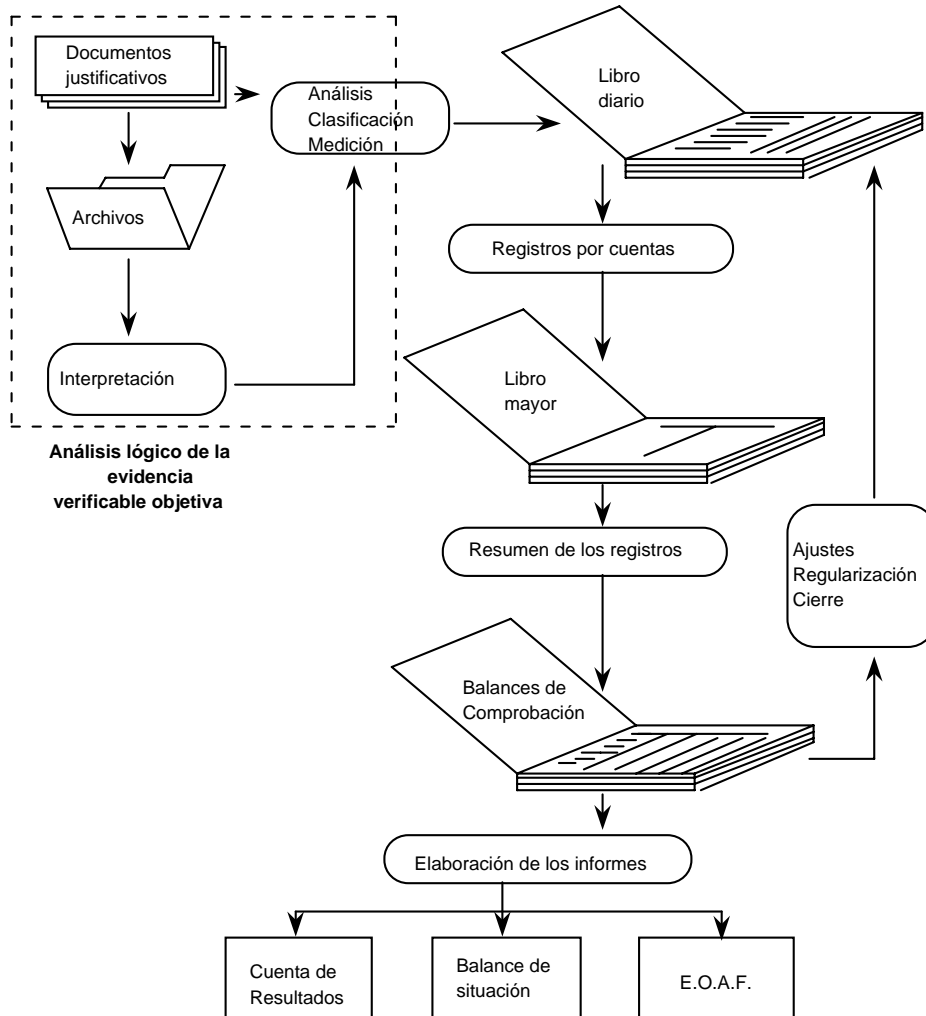 Documentos
justificativos
Análisis
Clasificación
Medición
Libro
diario
Archivos
Registros por cuentas
Interpretación
Libro
mayor
Análisis lógico de la
evidencia
verificable objetiva
Resumen de los registros
Ajustes
Regularización
Cierre
Balances de
Comprobación
Elaboración de los informes
Cuenta de
Resultados
Balance de
situación
E.O.A.F.